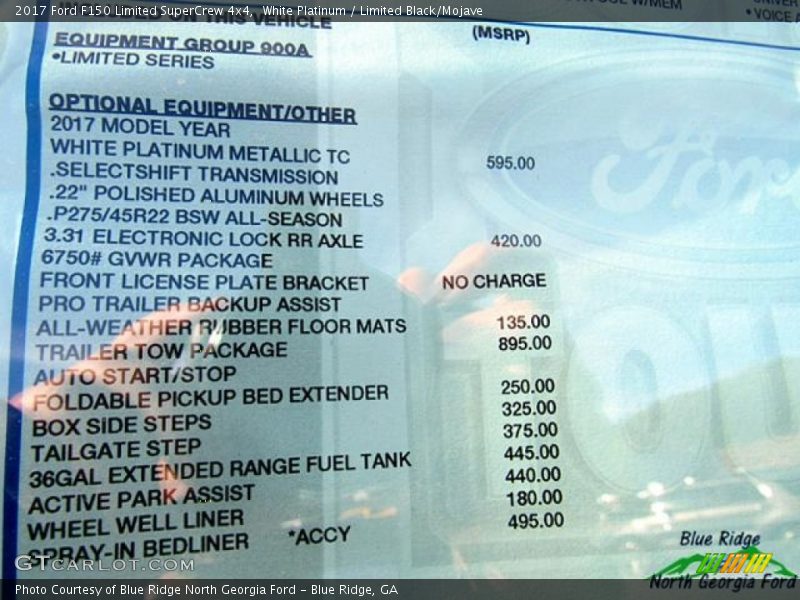 2017 Ford F150 Limited SuperCrew 4x4, , White Platinum / Limited Black/Mojave
ON THIS VEHICLE
(MSRP)
EQUIPMENT GROUP 900A
•LIMITED SERIES
OPTIONAL EQUIPMENT/OTHER
2017 MODEL YEAR
WHITE PLATINUM METALLIC TC 595.00
.SELECTSHIFT TRANSMISSION
.22" POLISHED ALUMINUM WHEELS
.P275/45R22 BSW ALL-SEASON
3.31 ELECTRONIC LOCK RR AXLE 420.00
6750# GVWR PACKAGE
FRONT LICENSE PLATE BRACKET NO CHARGE
PRO TRAILER BACKUP ASSIST
ALL-WEATHER RUBBER FLOOR MATS 135.00
TRAILER TOW PACKAGE 895.00
AUTO START/STOP
FOLDABLE PICKUP BED EXTENDER 250.00
BOX SIDE STEPS 325.00
TAILGATE STEP 375.00
36GAL EXTENDED RANGE FUEL TANK 445.00
ACTIVE PARK ASSIST 440.00
WHEEL WELL LINER 180.00
SPRAY-IN BEDLINER *ACCY 495.00
• VOICE
Ford
GTCARLOT.COM
Blue Ridge
North Georgia Ford
Photo Courtesy of Blue Ridge North Georgia Ford – Blue Ridge, GA